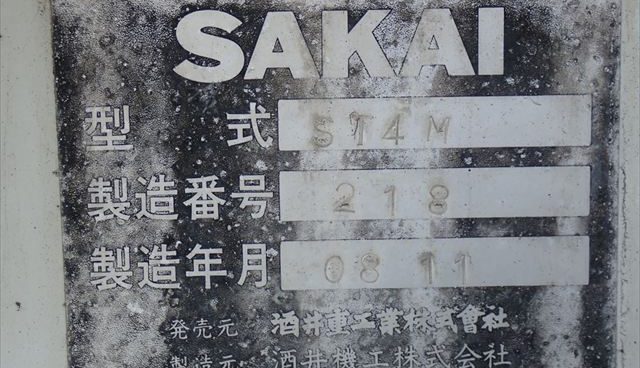 SAKAI
型式 ST4M
製造番号 218
製造年月 08 11
発売元 酒井重工業株式會社
製造元 酒井機工株式会社